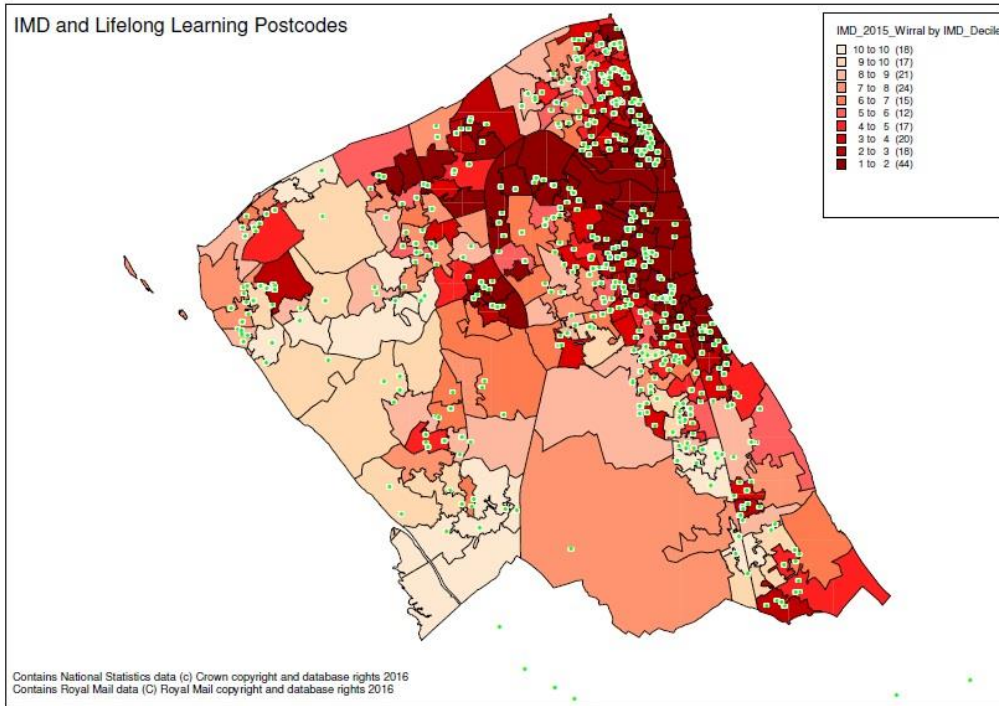 IMD and Lifelong Learning Postcodes
IMD_2015_Wirral by IMD_Decile
10 to 10 (18)
9 to 10 (17)
8 to 9 (21)
7 to 8 (24)
6 to 7 (15)
5 to 6 (12)
4 to 5 (17)
3 to 4 (20)
2 to 3 (18)
1 to 2 (44)
Contains National Statistics data (c) Crown copyright and database rights 2016
Contains Royal Mail data (C) Royal Mail copyright and database rights 2016